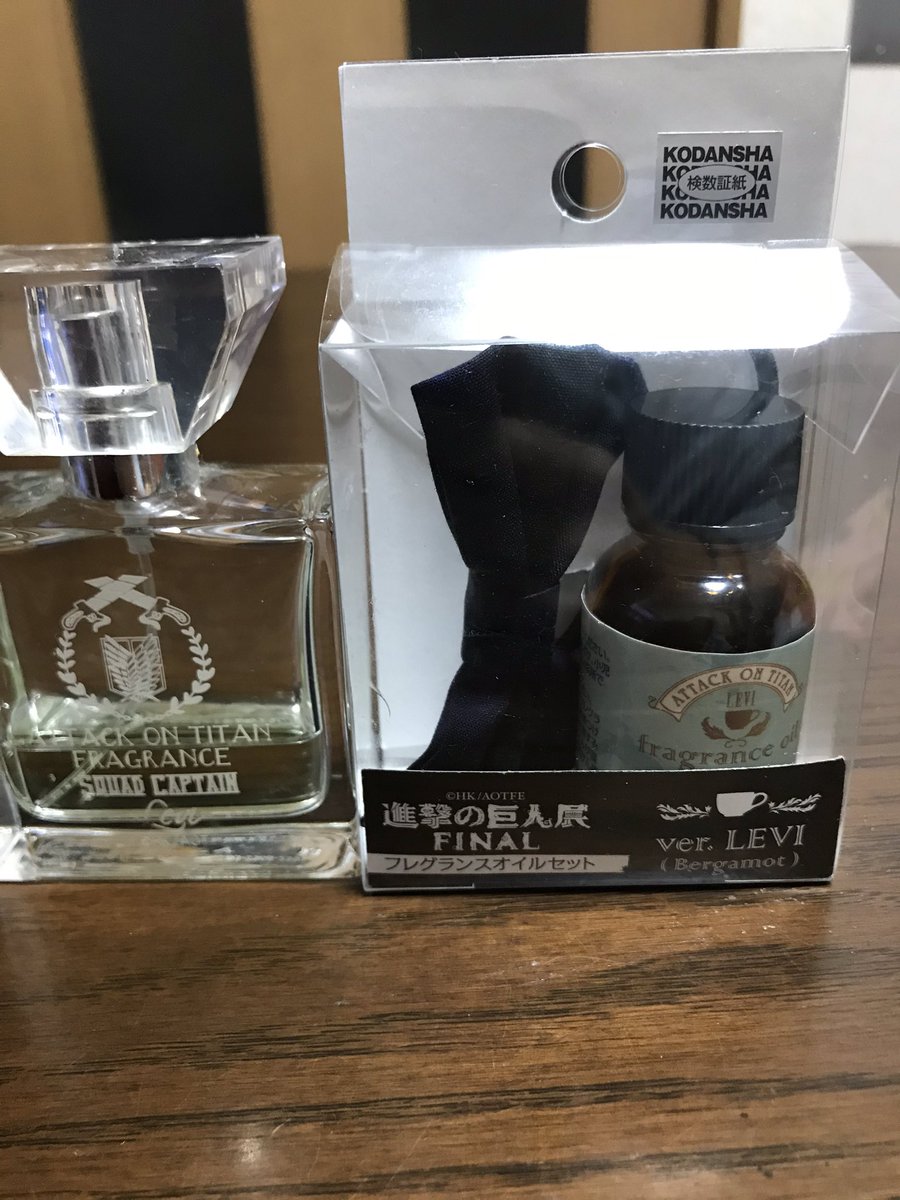 KODANSHA
KODANSHA
検数証紙
KODANSHA
KODANSHA
ATTACK ON TITAN
FRAGRANCE
SQUAD CAPTAIN
Levi
ATTACK ON TITAN
LEVI
fragrance oil
©HK/AOTFE
進撃の巨人展
FINAL
フレグランスオイルセット
ver. LEVI
(Bergamot)